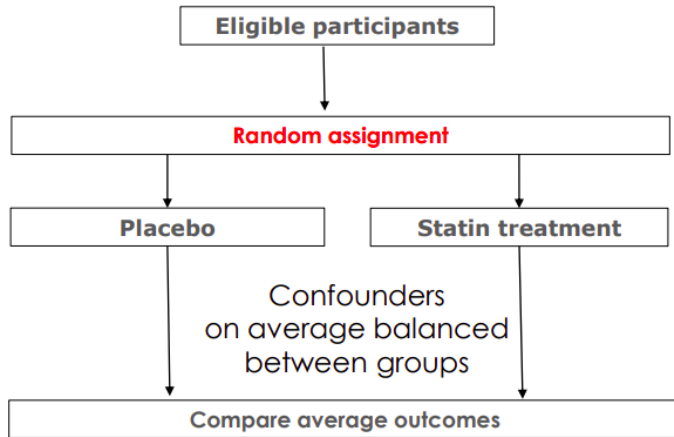 Eligible participants
Random assignment
Placebo
Statin treatment
Confounders
on average balanced
between groups
Compare average outcomes